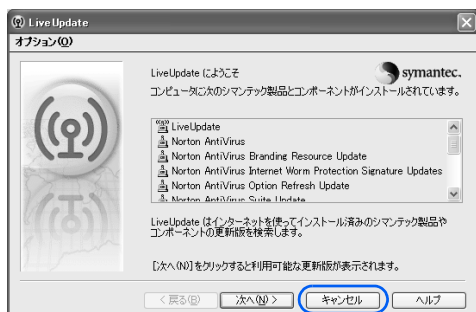 LiveUpdate
オプション(O)
LiveUpdate にようこそ
symantec.
コンピュータに次のシマンテック製品とコンポーネントがインストールされています。
LiveUpdate
Norton AntiVirus
Norton AntiVirus Branding Resource Update
Norton AntiVirus Internet Worm Protection Signature Updates
Norton AntiVirus Option Refresh Update
Norton AntiVirus Suite Update
LiveUpdate はインターネットを使ってインストール済みのシマンテック製品や
コンポーネントの更新版を検索します。
[次へ(N)]をクリックすると利用可能な更新版が表示されます。
< 戻る(B) 次へ(N) > キャンセル ヘルプ